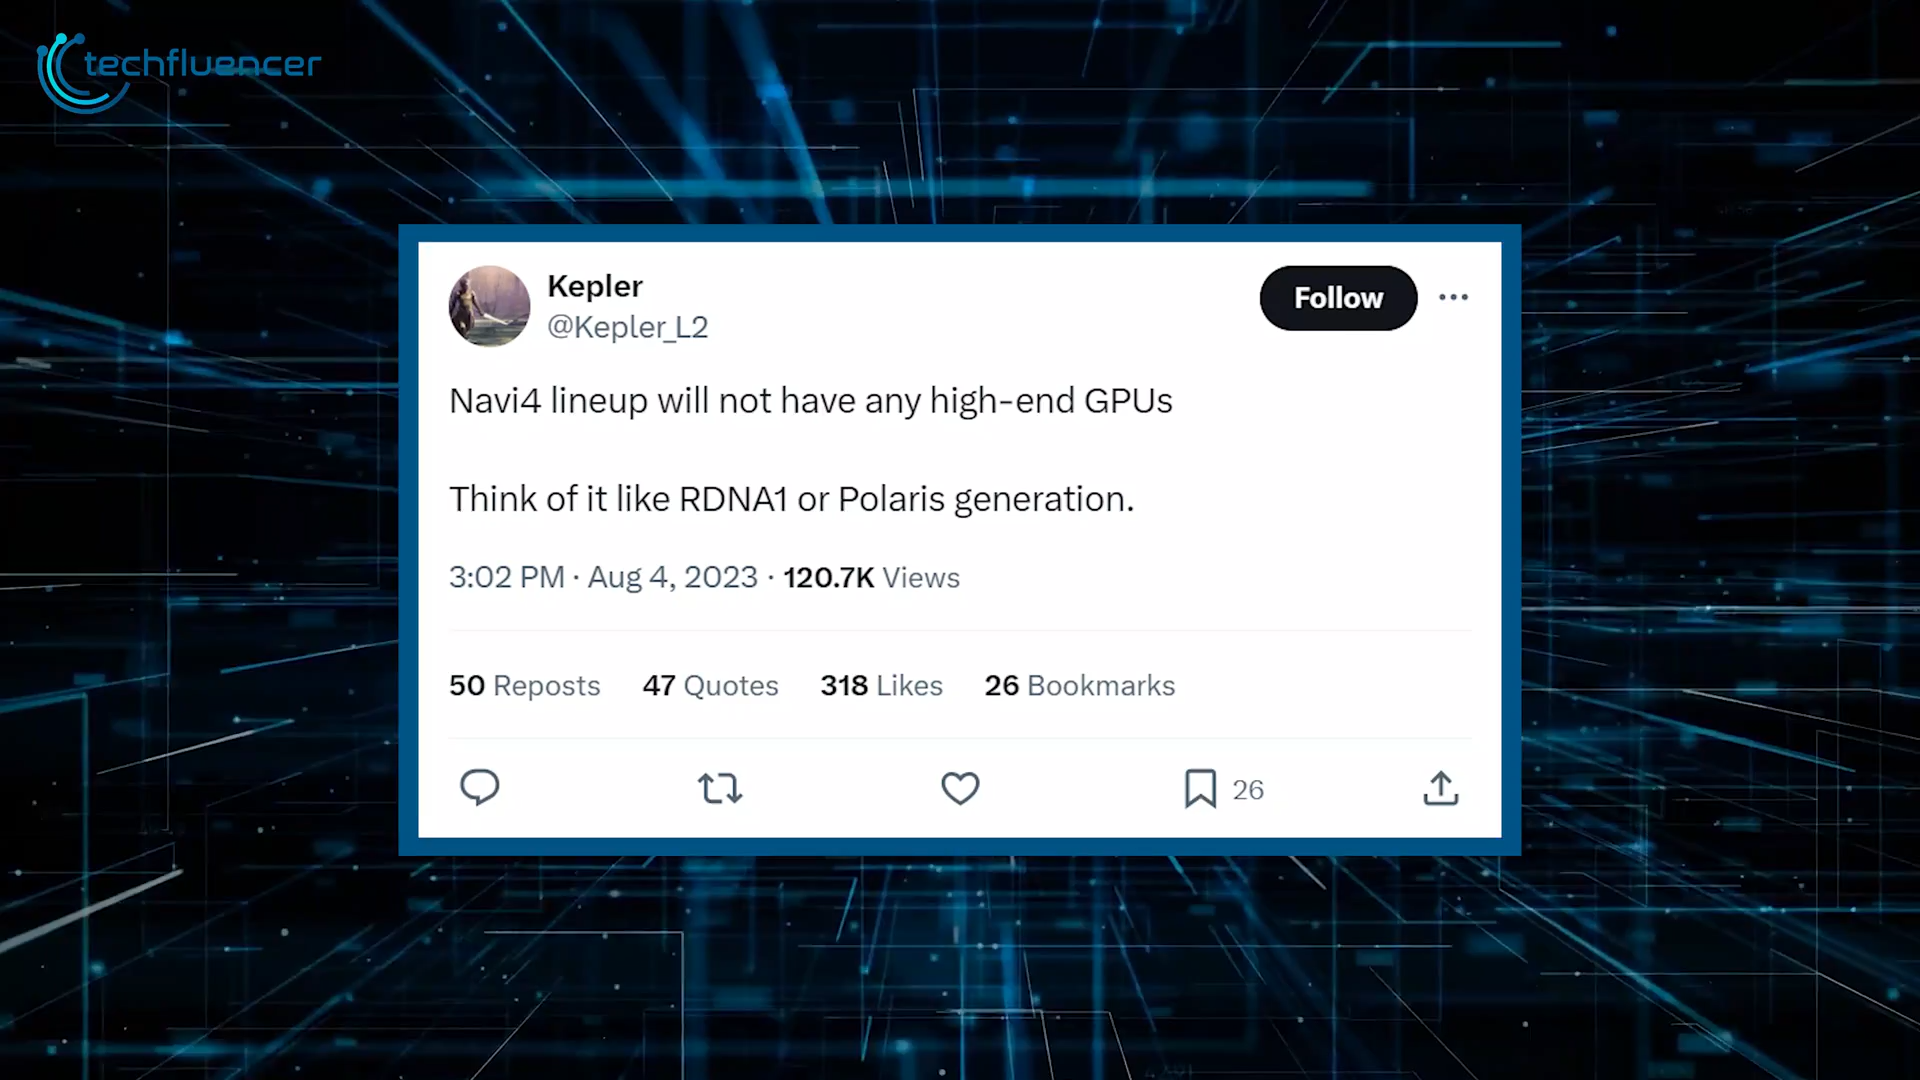 techfluencer
Kepler
@Kepler_L2
Follow
Navi4 lineup will not have any high-end GPUs
Think of it like RDNA1 or Polaris generation.
3:02 PM · Aug 4, 2023 · 120.7K Views
50 Reposts 47 Quotes 318 Likes 26 Bookmarks
26